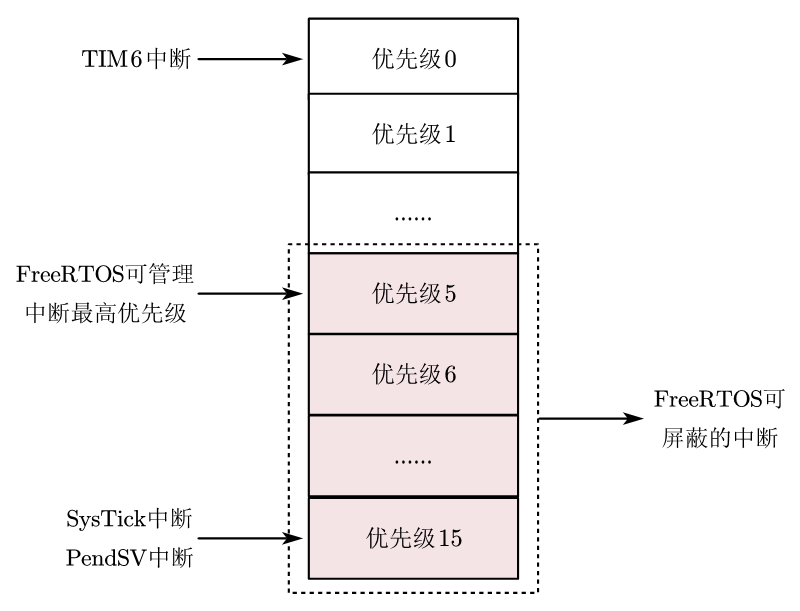 TIM6中断
优先级0
优先级1
......
FreeRTOS可管理
中断最高优先级
优先级5
优先级6
FreeRTOS可
屏蔽的中断
......
SysTick中断
PendSV中断
优先级15